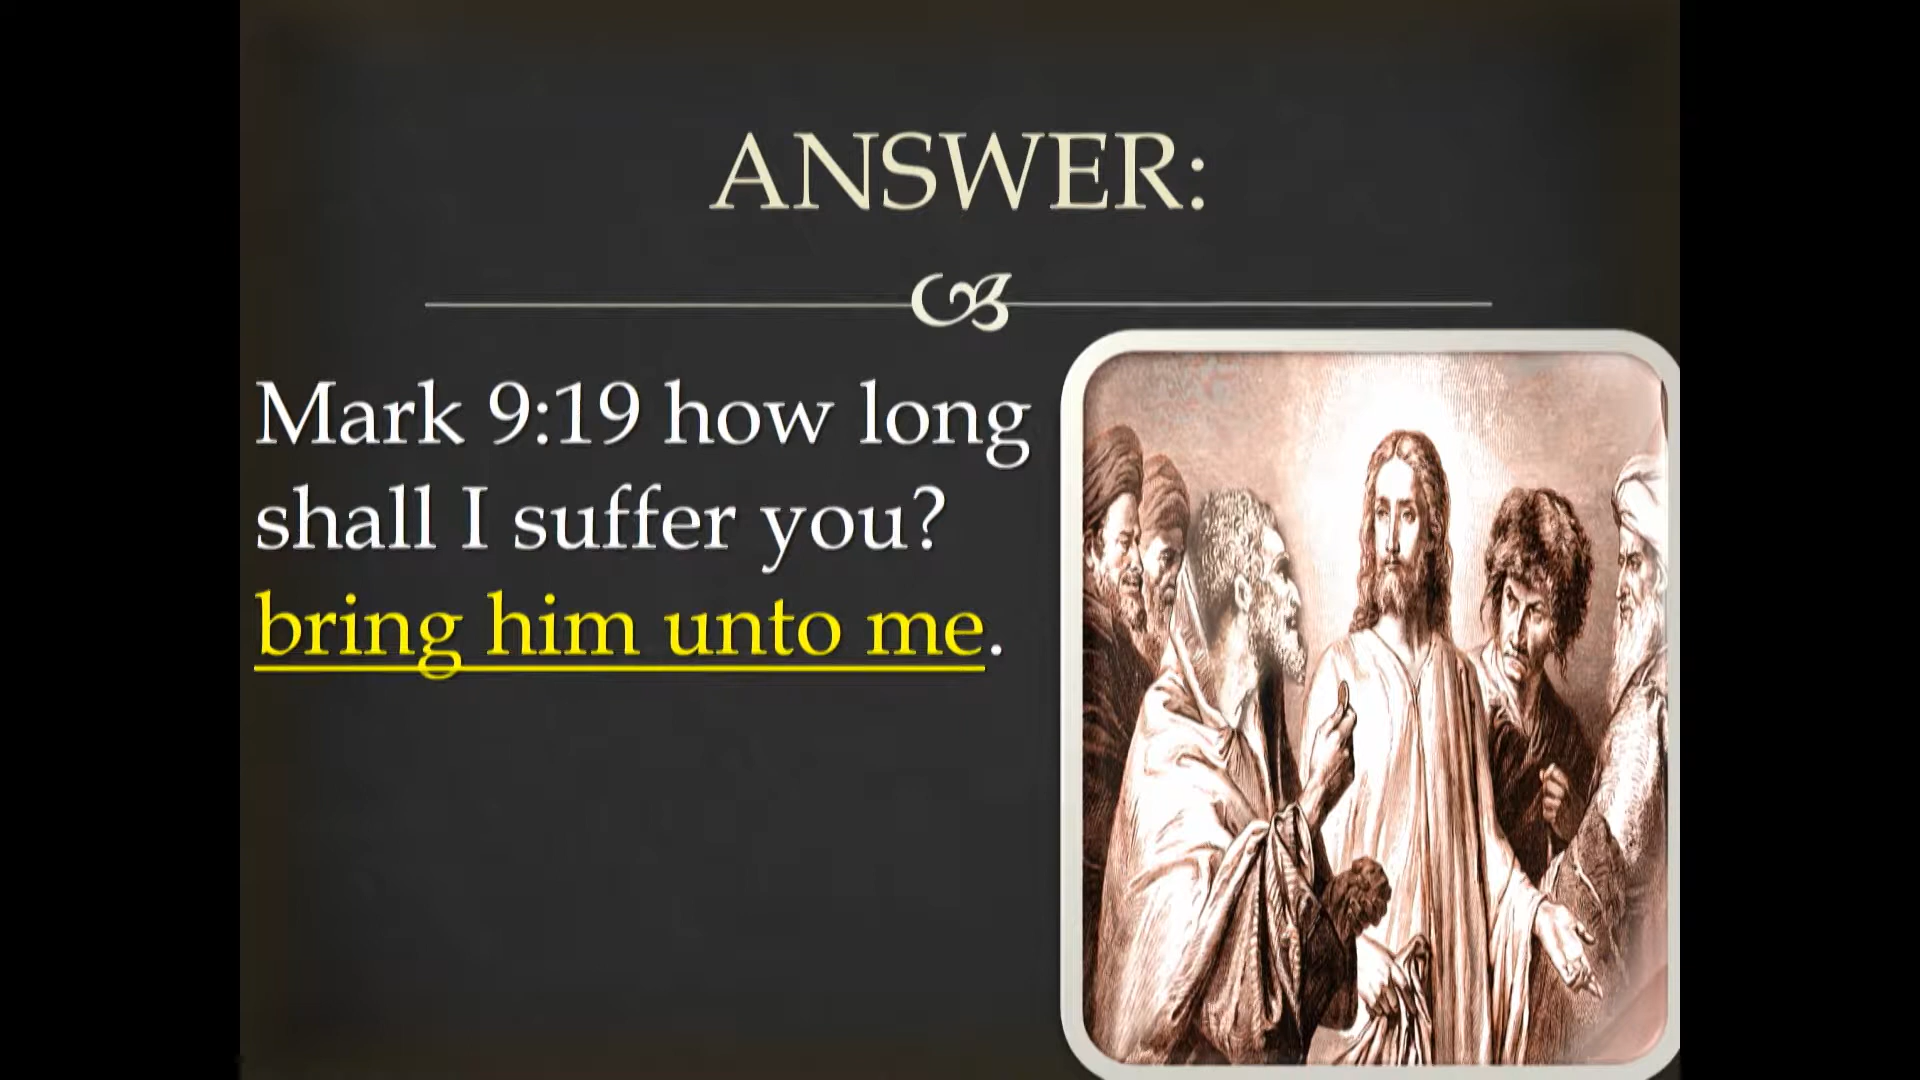 ANSWER:
Mark 9:19 how long
shall I suffer you?
bring him unto me.